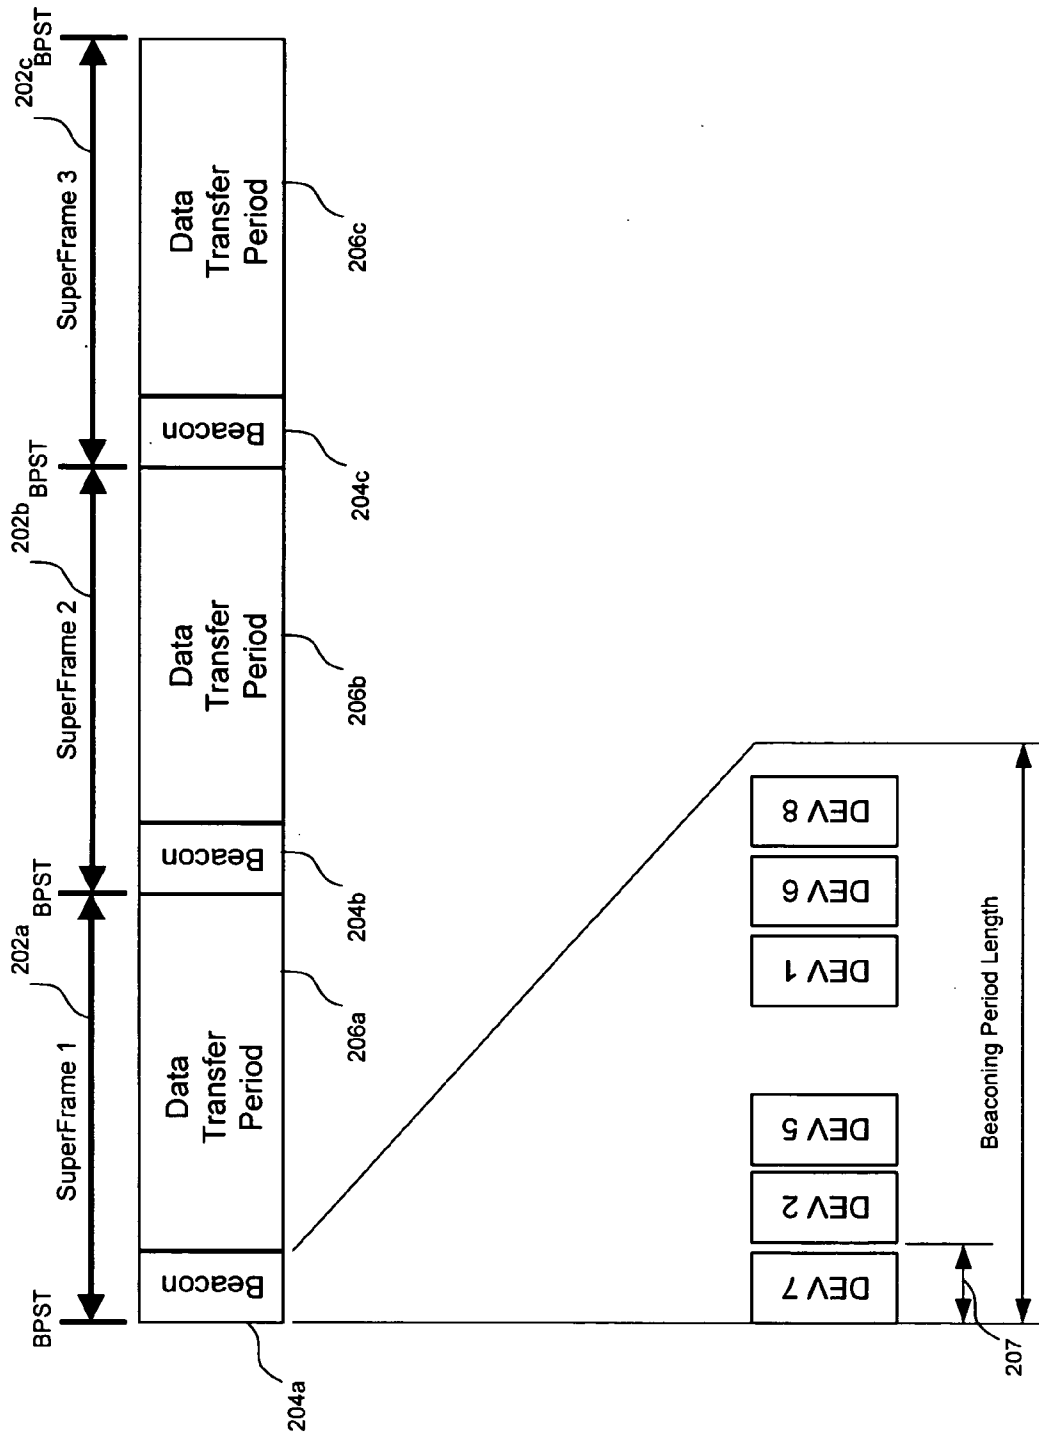 202a
202b
202c
BPST
SuperFrame 1
BPST
SuperFrame 2
BPST
SuperFrame 3
BPST
Beacon
Data
Transfer
Period
Beacon
Data
Transfer
Period
Beacon
Data
Transfer
Period
204a
206a
204b
206b
204c
206c
DEV 7
DEV 2
DEV 5
DEV 1
DEV 6
DEV 8
207
Beaconing Period Length